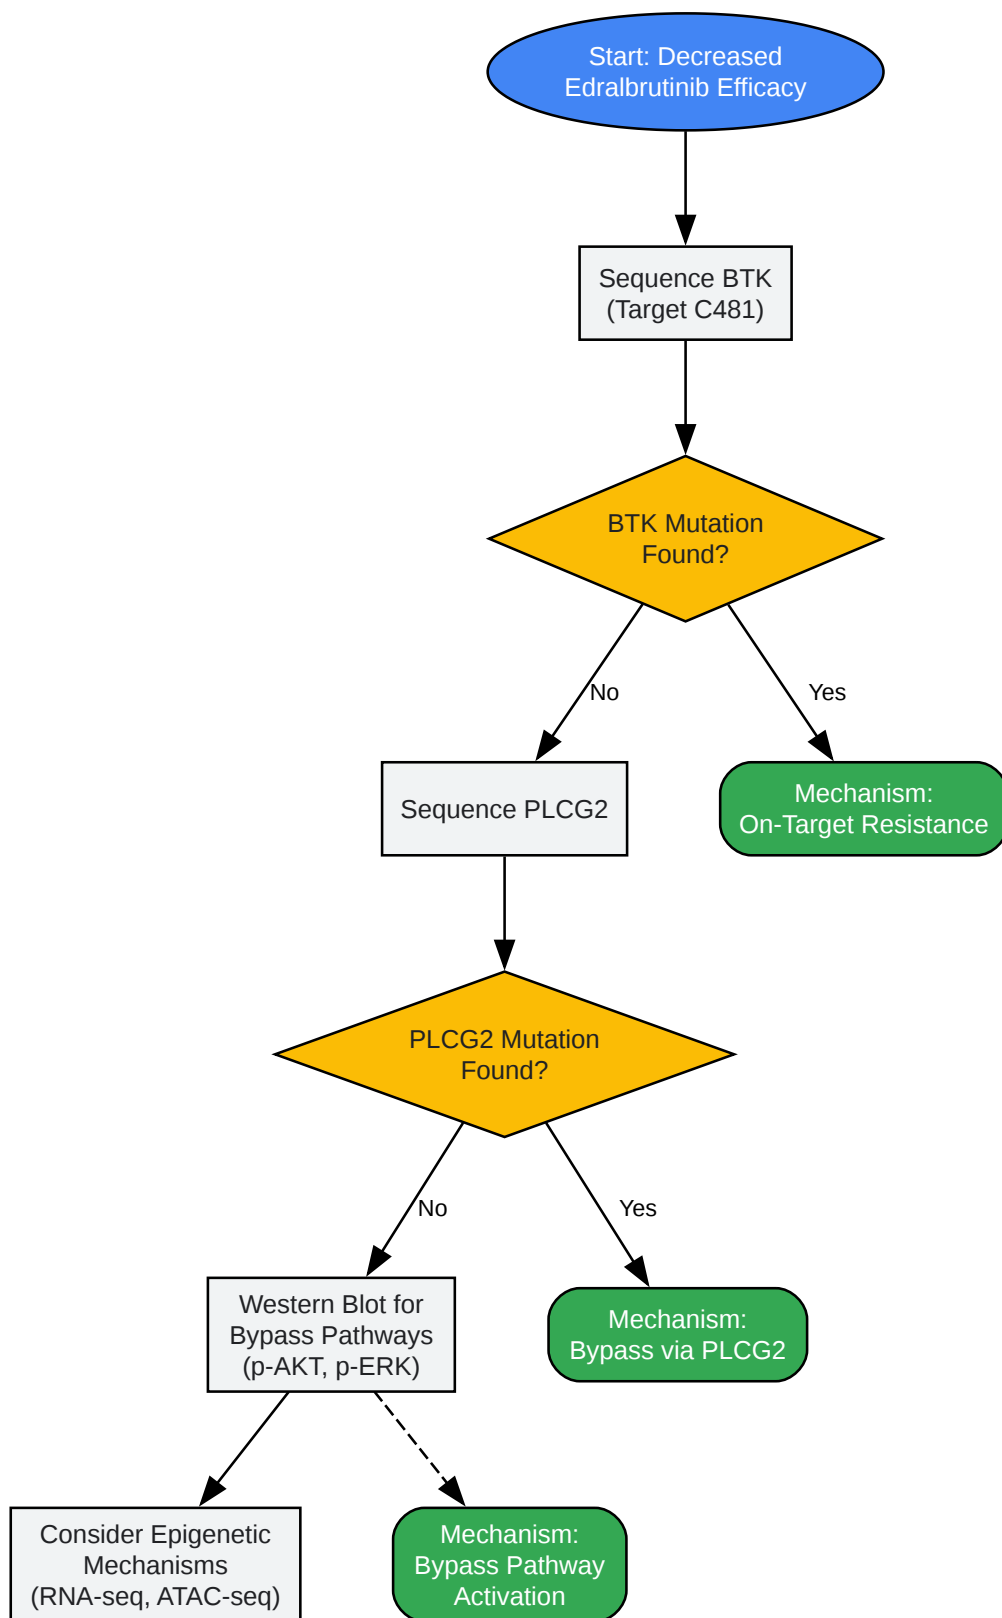 Start: Decreased
Edralbrutinib Efficacy
Sequence BTK
(Target C481)
BTK Mutation
Found?
No
Yes
Sequence PLCG2
Mechanism:
On-Target Resistance
PLCG2 Mutation
Found?
No
Yes
Western Blot for
Bypass Pathways
(p-AKT, p-ERK)
Mechanism:
Bypass via PLCG2
Consider Epigenetic
Mechanisms
(RNA-seq, ATAC-seq)
Mechanism:
Bypass Pathway
Activation